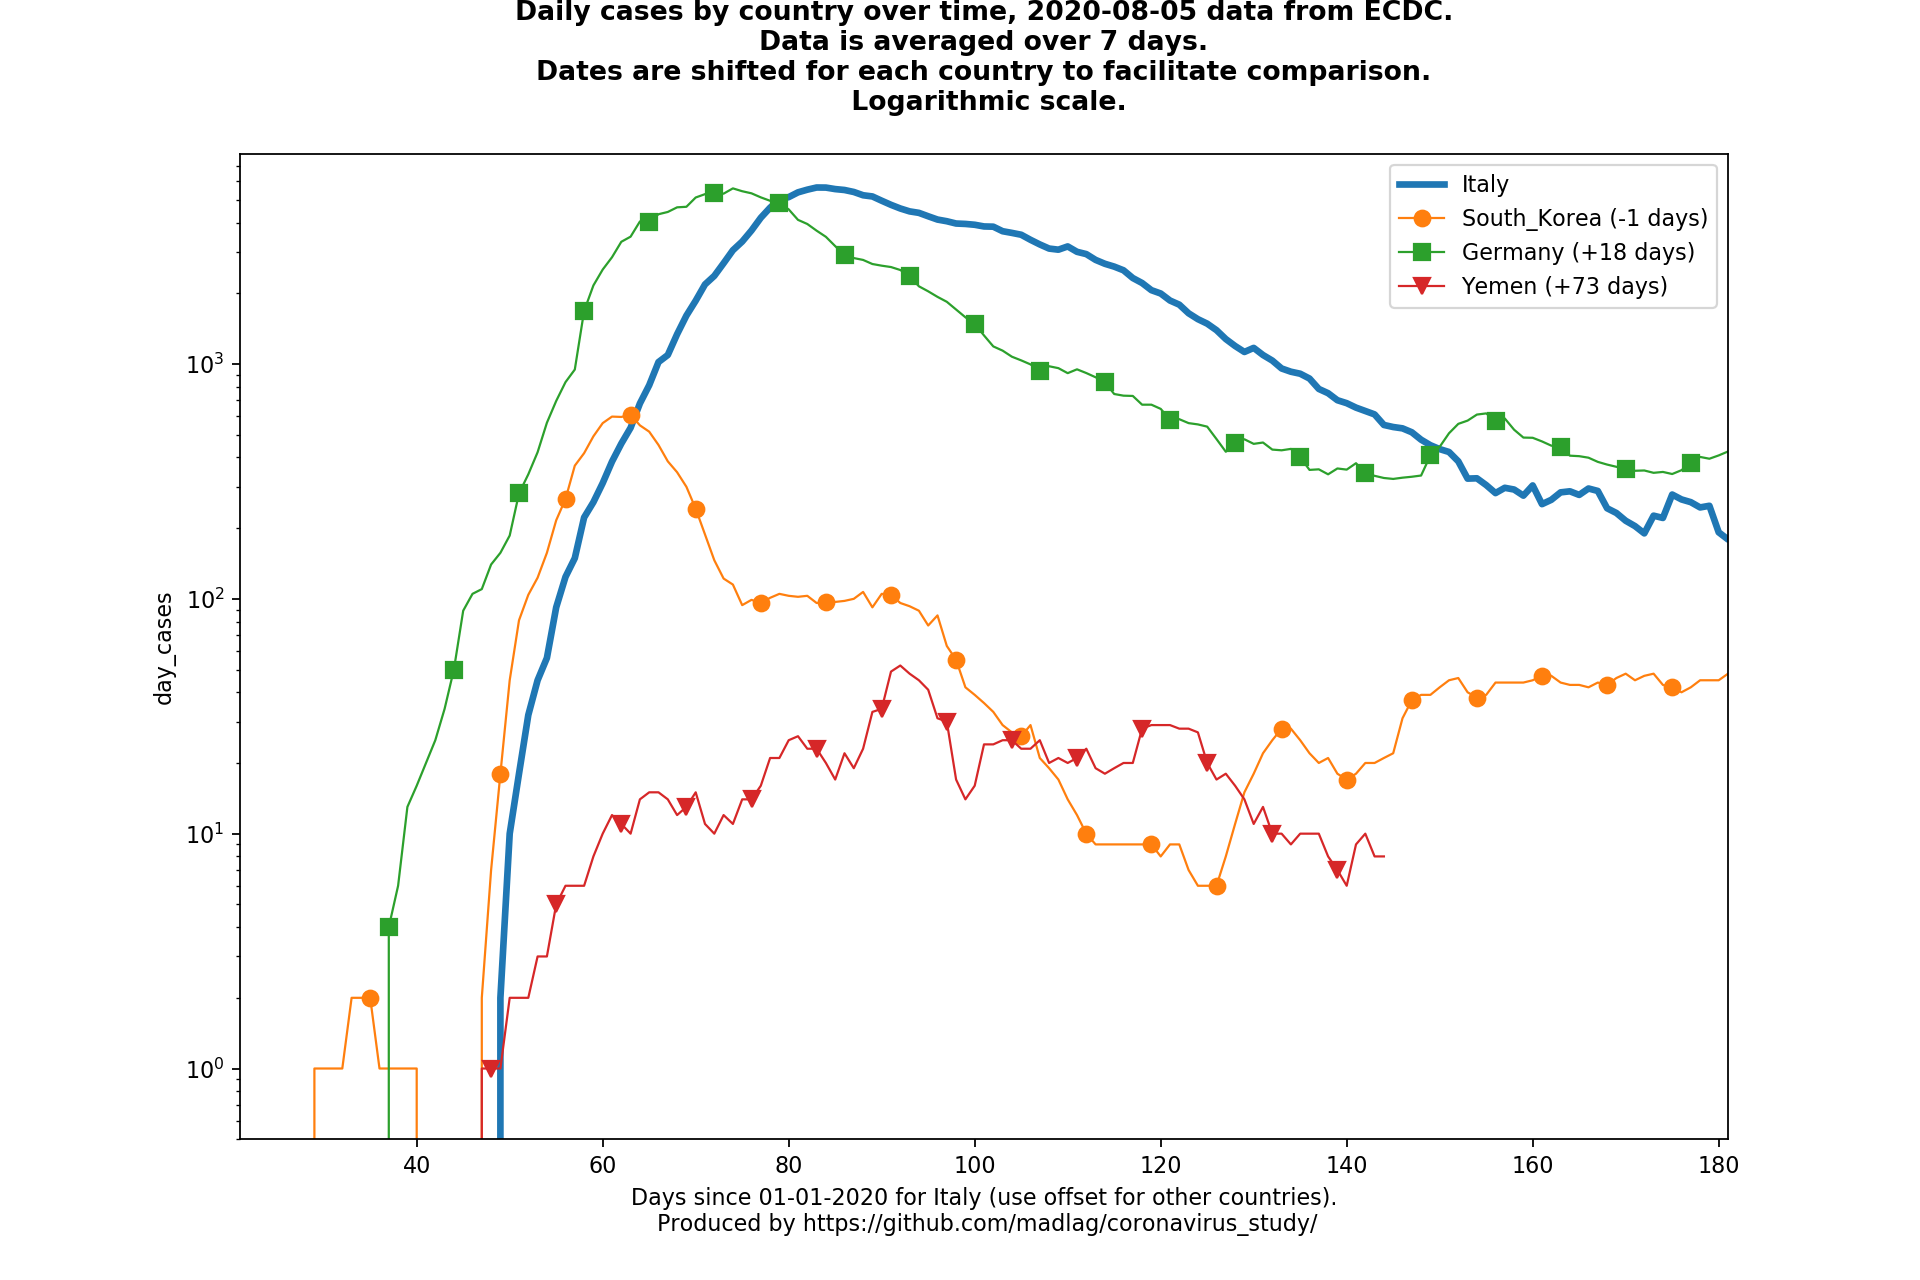 Daily cases by country over time, 2020-08-05 data from ECDC.
Data is averaged over 7 days.
Dates are shifted for each country to facilitate comparison.
Logarithmic scale.
Italy
South_Korea (-1 days)
Germany (+18 days)
Yemen (+73 days)
10³
10²
10¹
10⁰
day_cases
40 60 80 100 120 140 160 180
Days since 01-01-2020 for Italy (use offset for other countries).
Produced by https://github.com/madlag/coronavirus_study/